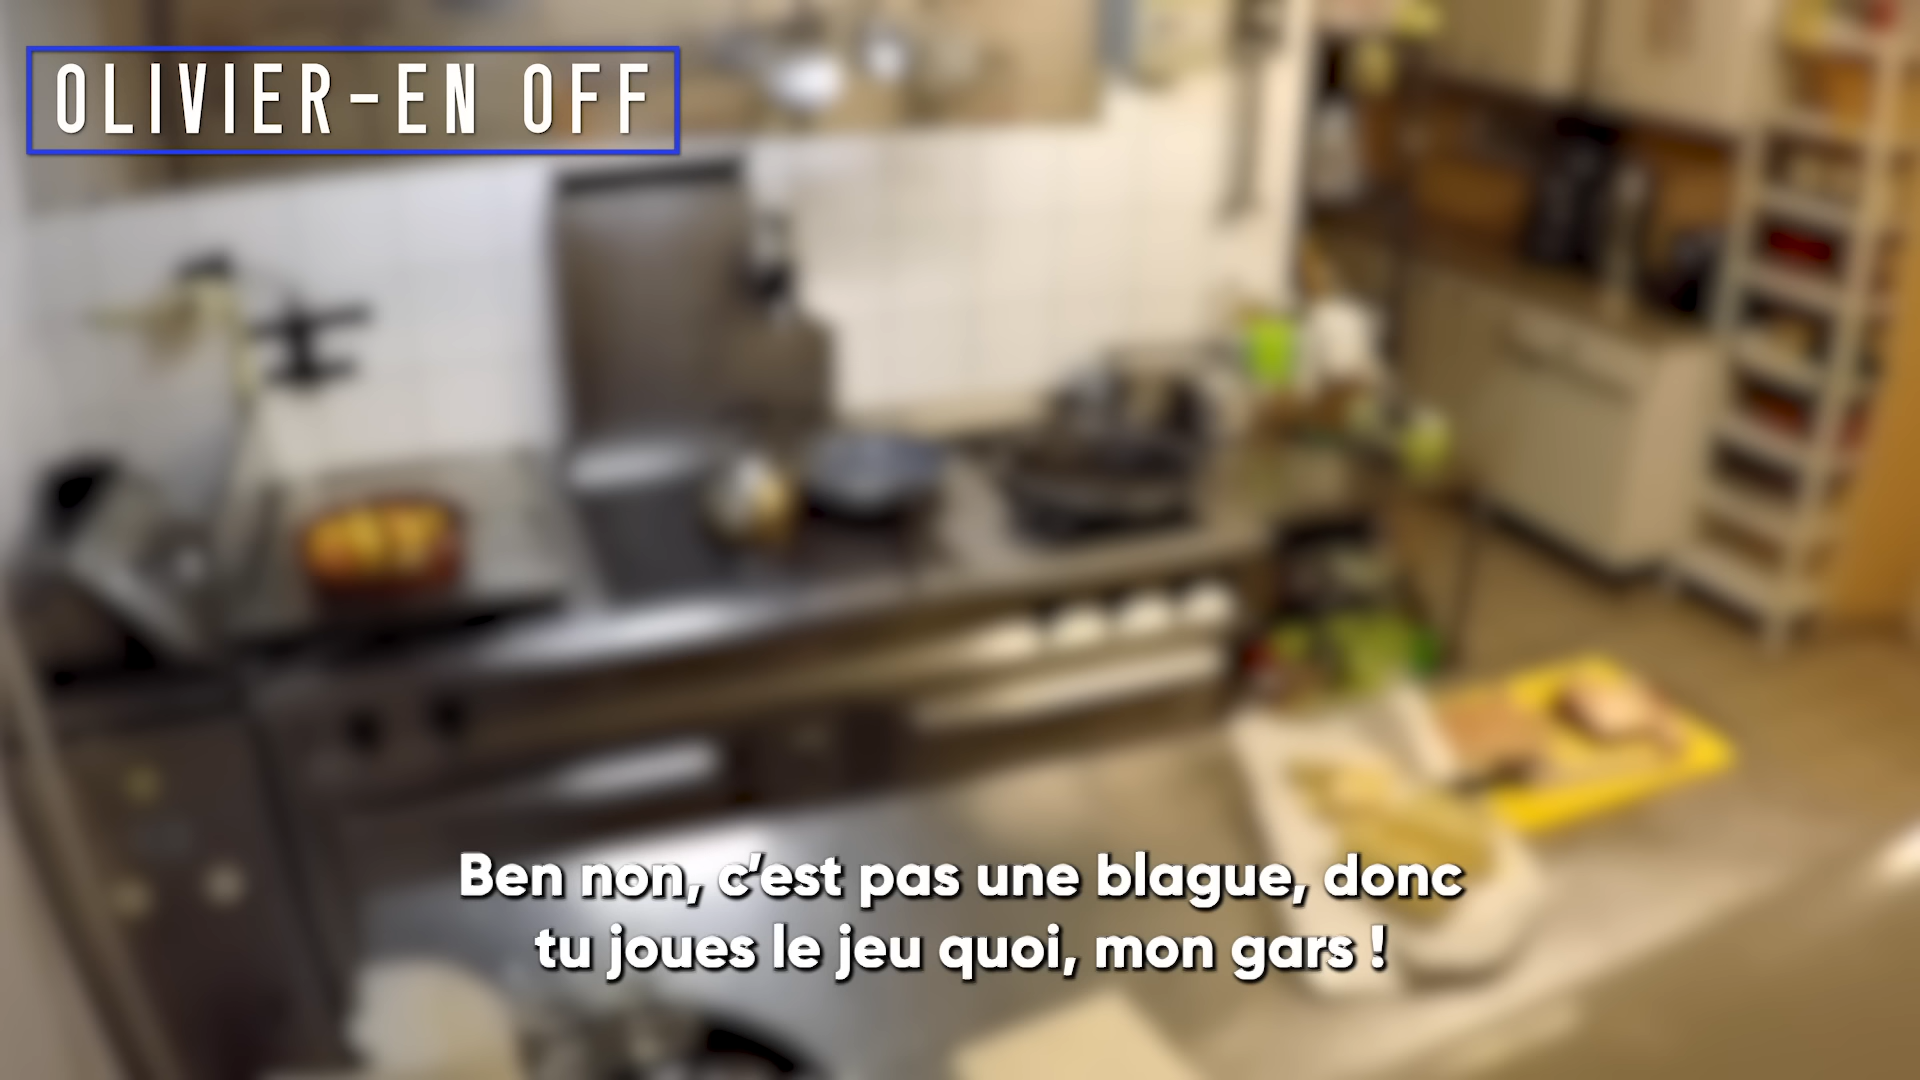 OLIVIER-EN OFF
Ben non, c'est pas une blague, donc
tu joues le jeu quoi, mon gars !